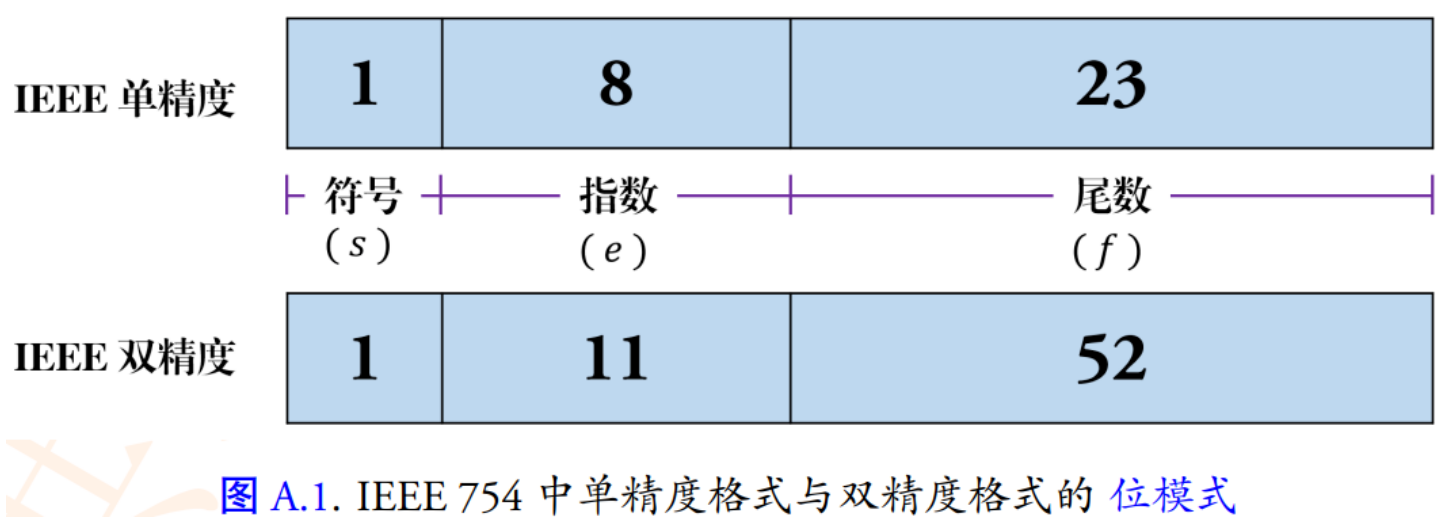 IEEE 单精度 1 8 23
符号 指数 尾数
( s ) ( e ) ( f )
IEEE 双精度 1 11 52
图 A.1. IEEE 754 中单精度格式与双精度格式的 位模式